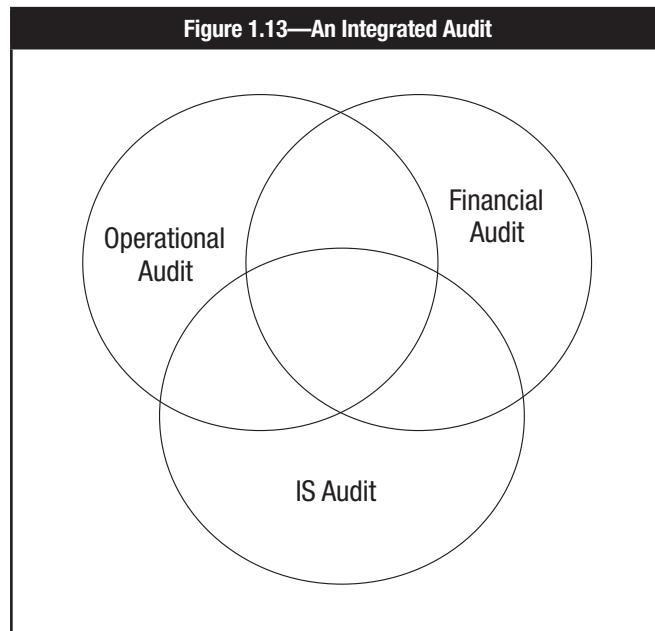 Figure 1.13—An Integrated Audit
Operational
Audit
Financial
Audit
IS Audit